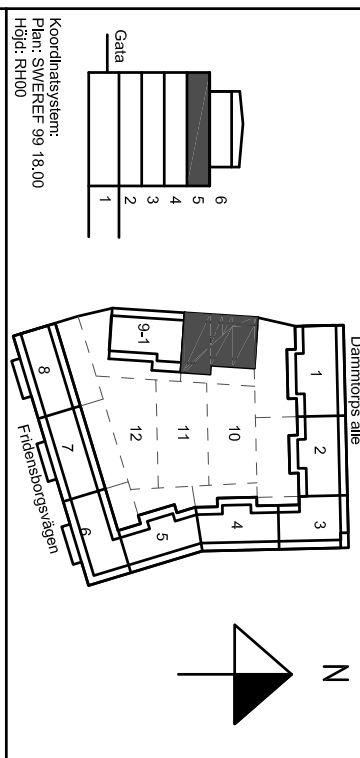 Koordinatsystem:
Plan: SWEREF 99 18.00
Höjd: RH00
Gata
1
2
3
4
5
6
Dammtorps alle
1
2
3
4
5
6
7
8
9-1
10
11
12
Fridensborgsvägen
N